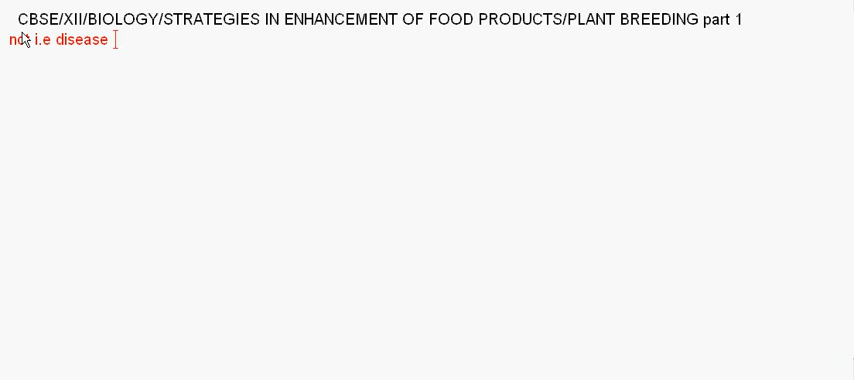 CBSE/XII/BIOLOGY/STRATEGIES IN ENHANCEMENT OF FOOD PRODUCTS/PLANT BREEDING part 1
i.e disease